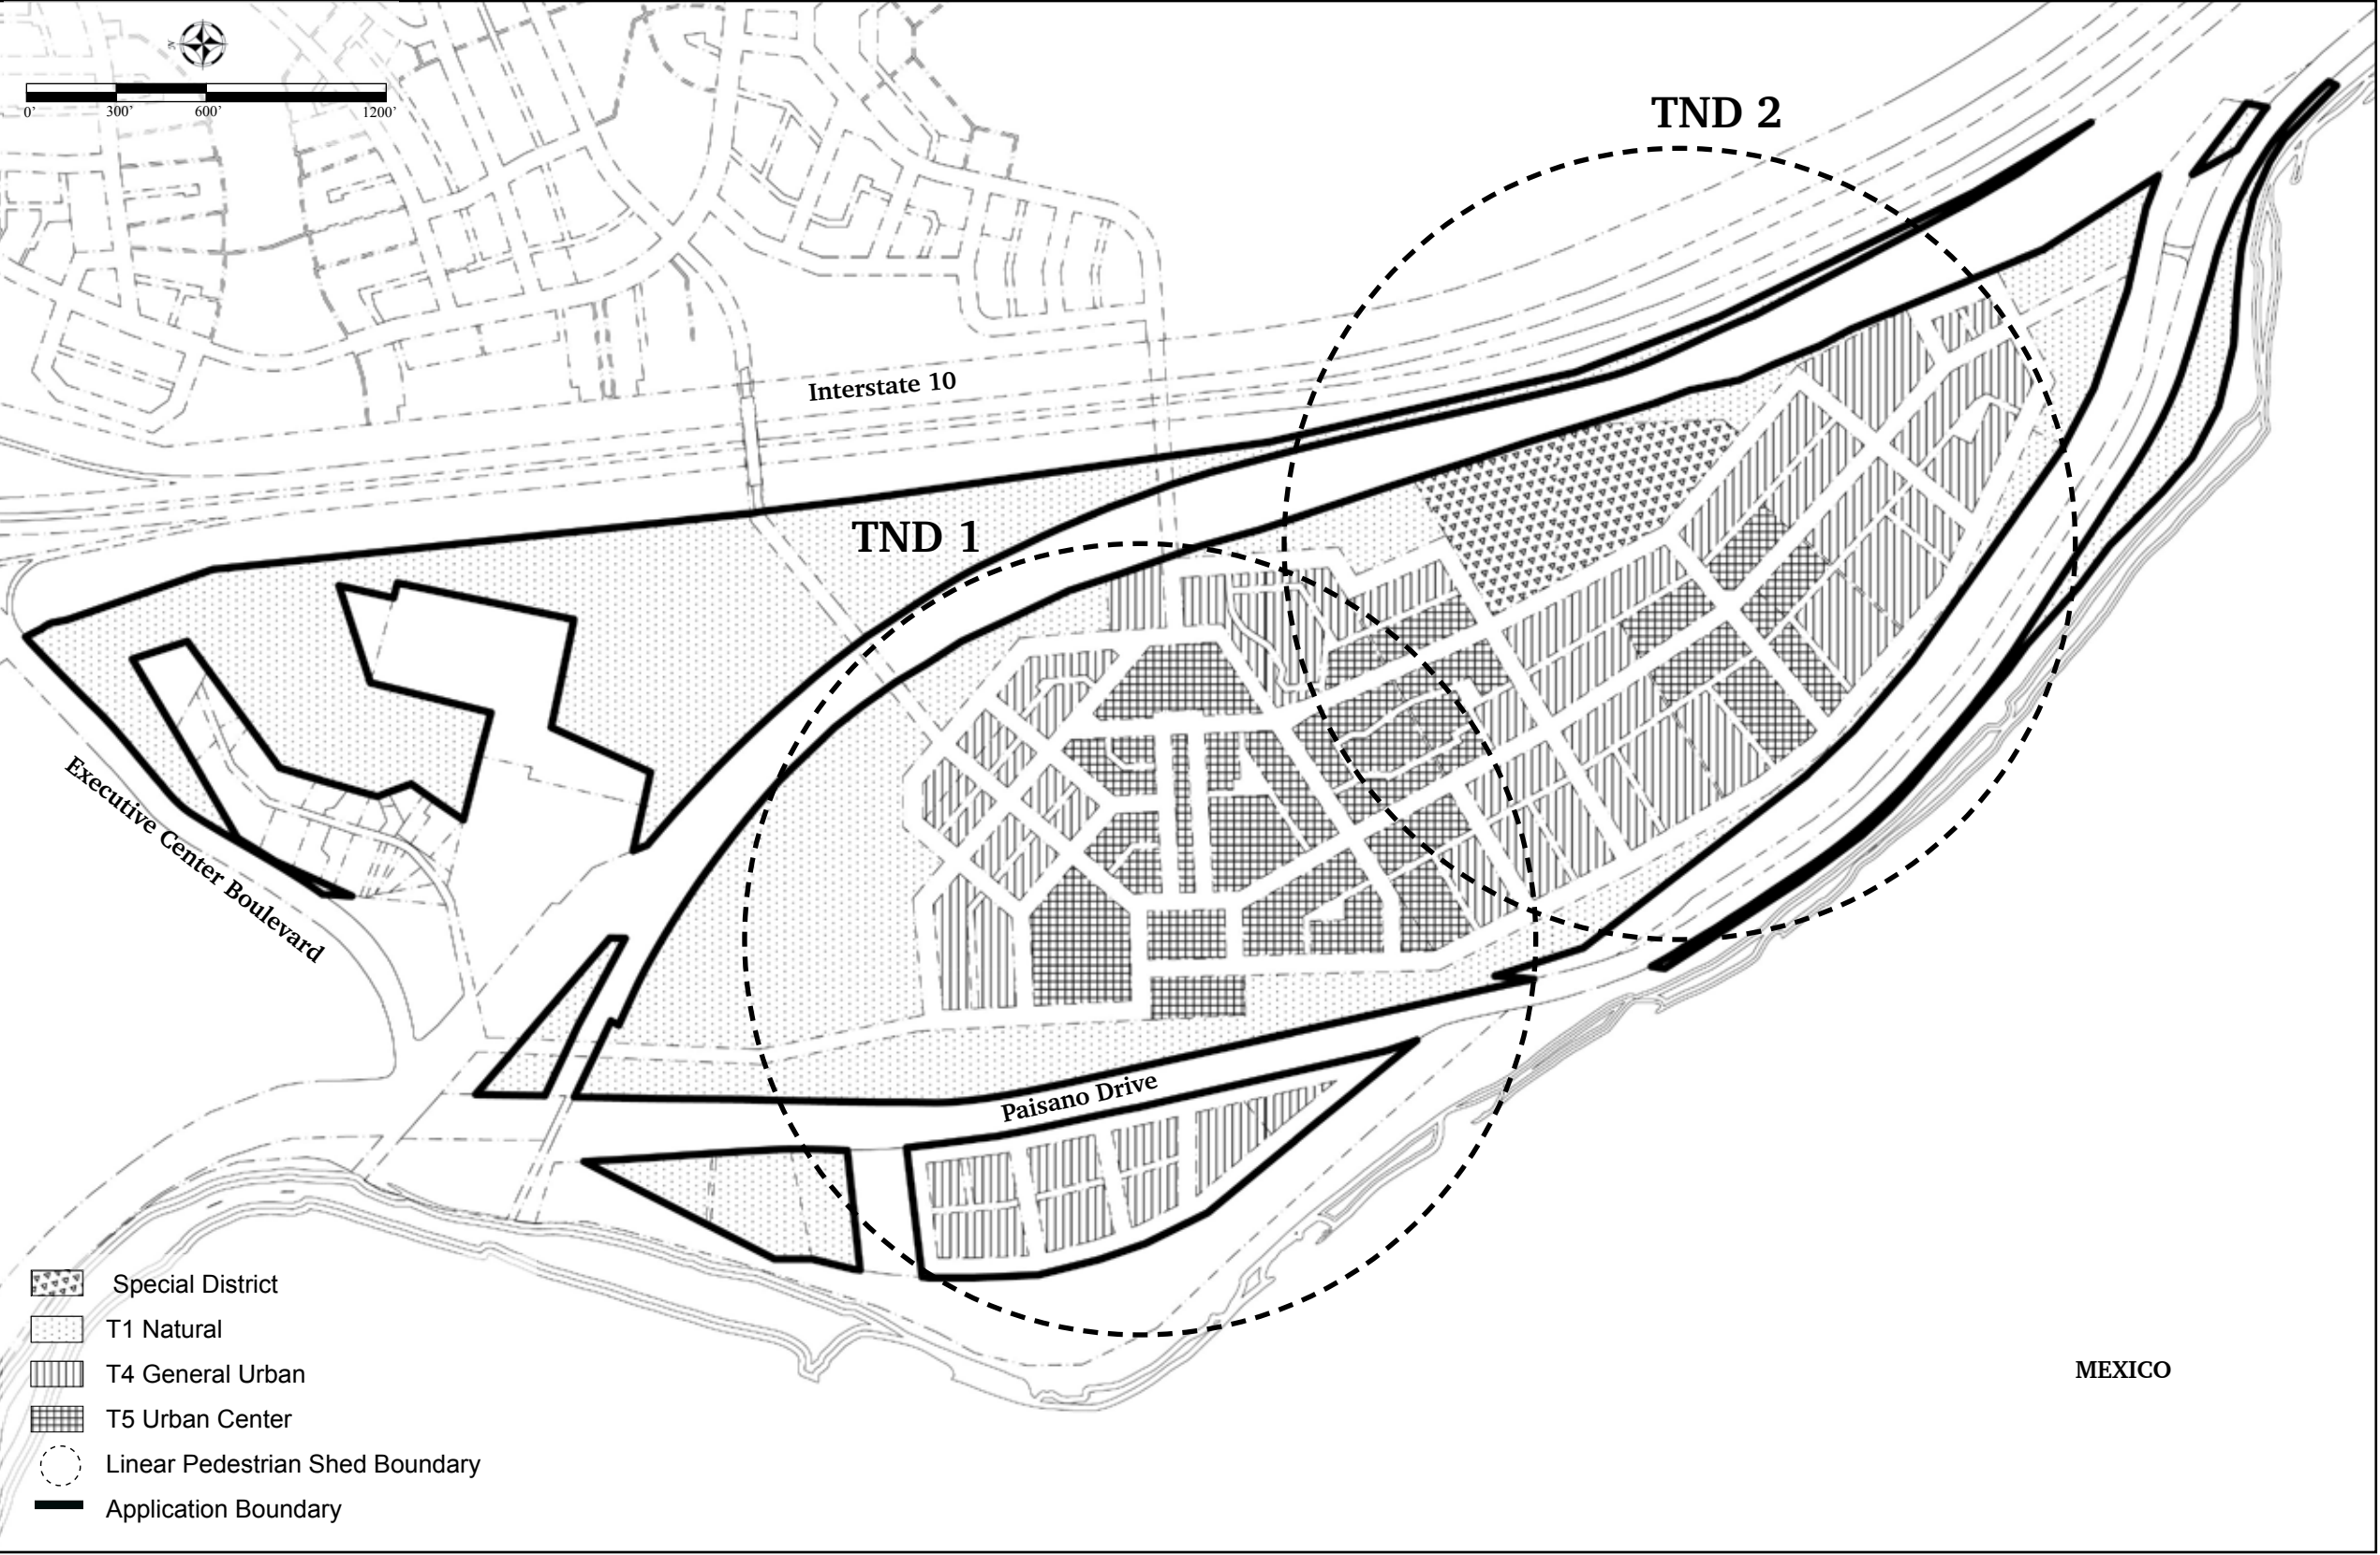 0' 300' 600' 1200'
TND 2
Interstate 10
TND 1
Executive Center Boulevard
Paisano Drive
MEXICO
Special District
T1 Natural
T4 General Urban
T5 Urban Center
Linear Pedestrian Shed Boundary
Application Boundary